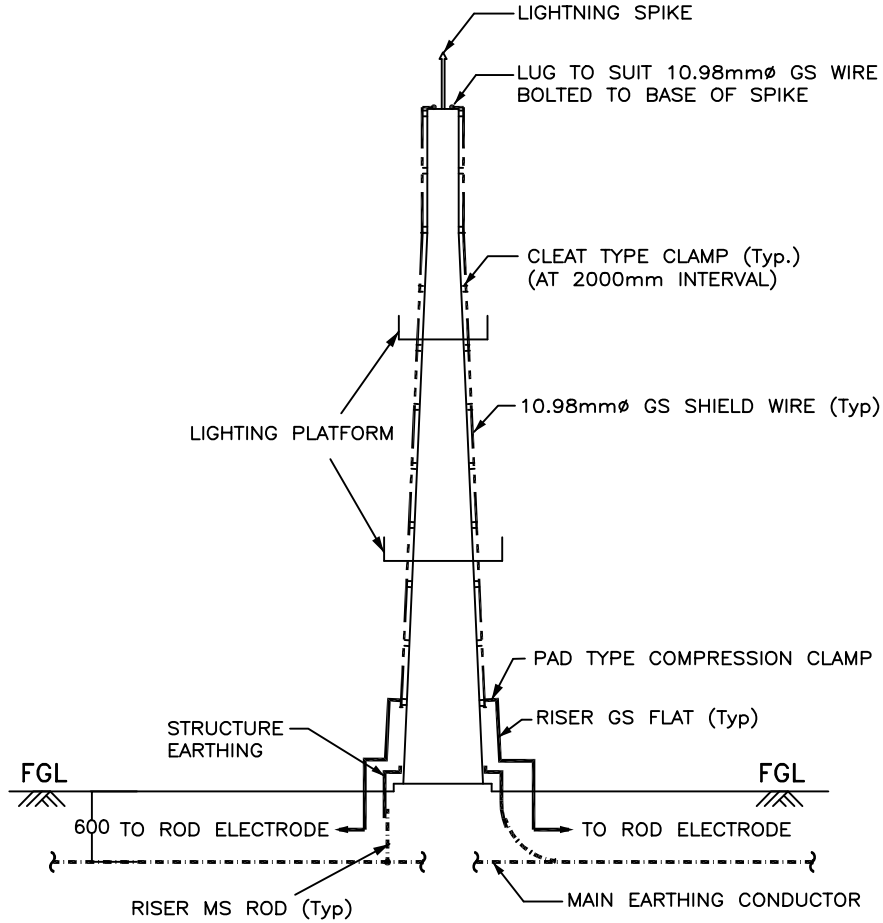 LIGHTNING SPIKE
LUG TO SUIT 10.98mmø GS WIRE
BOLTED TO BASE OF SPIKE
CLEAT TYPE CLAMP (Typ.)
(AT 2000mm INTERVAL)
10.98mmø GS SHIELD WIRE (Typ)
LIGHTING PLATFORM
PAD TYPE COMPRESSION CLAMP
RISER GS FLAT (Typ)
STRUCTURE
EARTHING
FGL
FGL
600
TO ROD ELECTRODE
TO ROD ELECTRODE
RISER MS ROD (Typ)
MAIN EARTHING CONDUCTOR